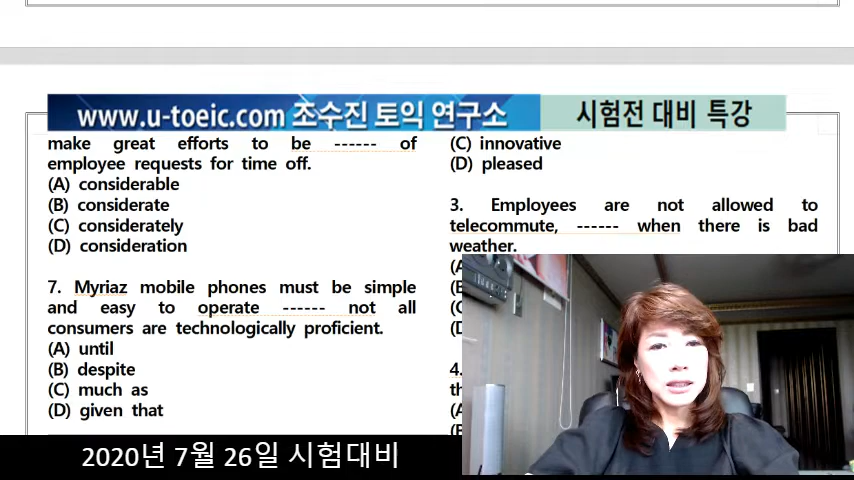 www.u-toeic.com 조수진 토익 연구소 시험전 대비 특강
make great efforts to be ------ of
employee requests for time off.
(A) considerable
(B) considerate
(C) considerately
(D) consideration
7. Myriaz mobile phones must be simple
and easy to operate ------ not all
consumers are technologically proficient.
(A) until
(B) despite
(C) much as
(D) given that
(C) innovative
(D) pleased
3. Employees are not allowed to
telecommute, ------ when there is bad
weather.
4.
2020년 7월 26일 시험대비